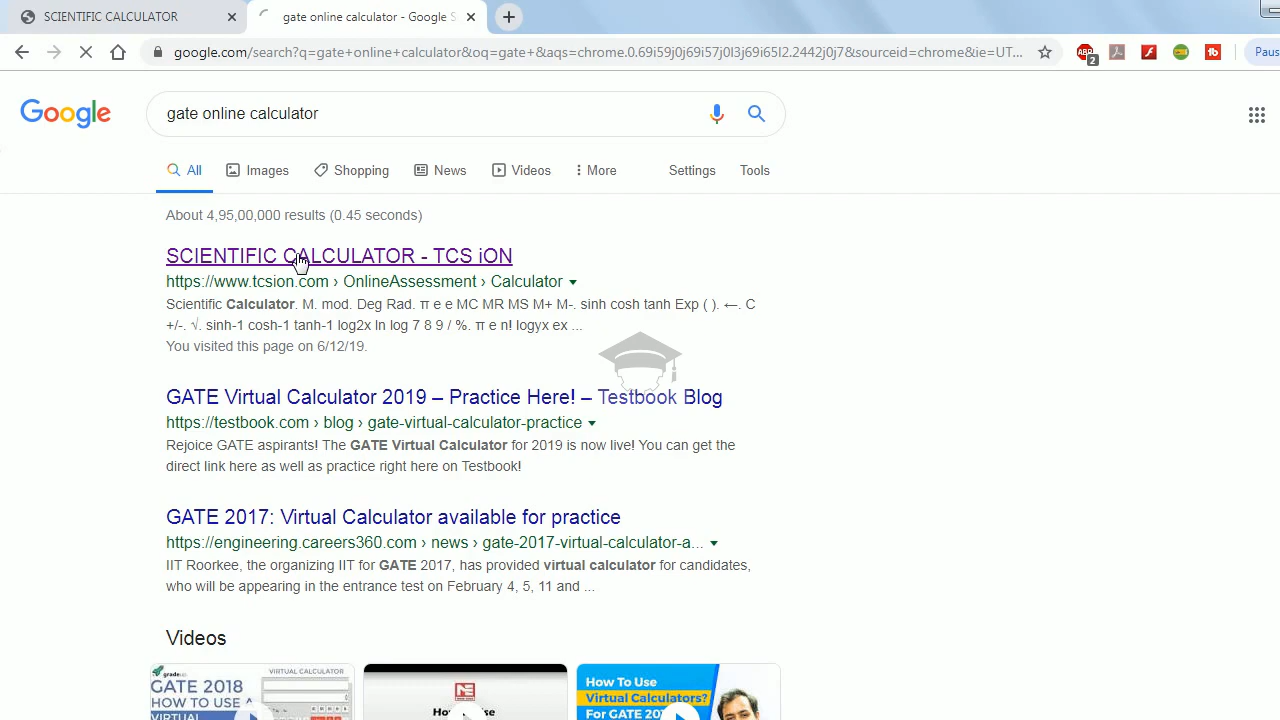 SCIENTIFIC CALCULATOR
gate online calculator - Google S
google.com/search?q=gate+online+calculator&oq=gate+&aqs=chrome.0.69i59j0j69i57j0l3j69i65l2.2442j0j7&sourceid=chrome&ie=UT...
ABP
2
Paus
Google
gate online calculator
All Images Shopping News Videos More Settings Tools
About 4,95,00,000 results (0.45 seconds)
SCIENTIFIC CALCULATOR - TCS iON
https://www.tcsion.com › OnlineAssessment › Calculator
Scientific Calculator. M. mod. Deg Rad. π e e MC MR MS M+ M-. sinh cosh tanh Exp ( ). ←. C
+/-. √. sinh-1 cosh-1 tanh-1 log2x ln log 7 8 9 / %. π e n! logyx ex ...
You visited this page on 6/12/19.
GATE Virtual Calculator 2019 – Practice Here! – Testbook Blog
https://testbook.com › blog › gate-virtual-calculator-practice
Rejoice GATE aspirants! The GATE Virtual Calculator for 2019 is now live! You can get the
direct link here as well as practice right here on Testbook!
GATE 2017: Virtual Calculator available for practice
https://engineering.careers360.com › news › gate-2017-virtual-calculator-a...
IIT Roorkee, the organizing IIT for GATE 2017, has provided virtual calculator for candidates,
who will be appearing in the entrance test on February 4, 5, 11 and ...
Videos
VIRTUAL CALCULATOR
GATE 2018
HOW TO USE A
VIRTUAL
How To Use
Virtual Calculators?
For GATE